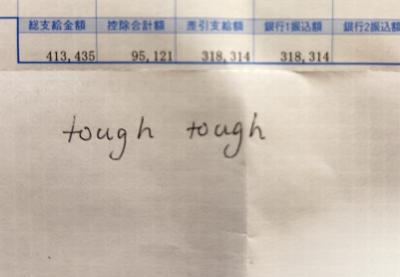 総支給金額 控除合計額 差引支給額 銀行1振込額 銀行2振込額
413,435 95,121 318,314 318,314
tough tough